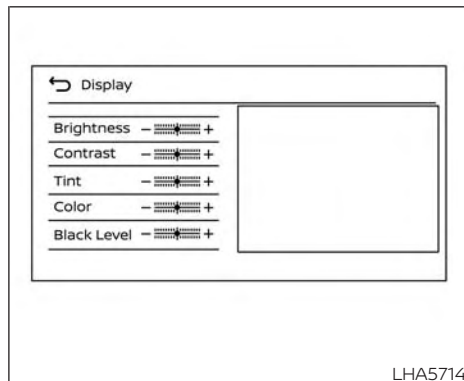 Display
Brightness - +
Contrast - +
Tint - +
Color - +
Black Level - +
LHA5714